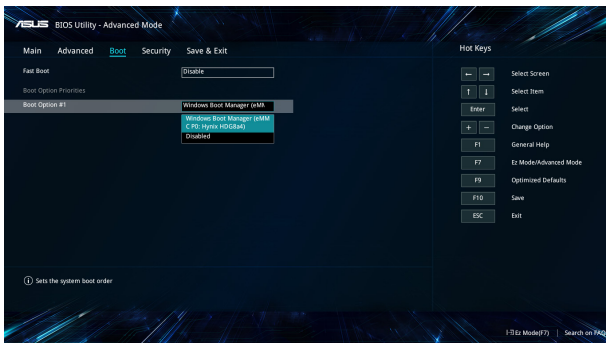 ASUS BIOS Utility - Advanced Mode
Main Advanced Boot Security Save & Exit
Hot Keys
Fast Boot Disable
Boot Option Priorities
Boot Option #1 Windows Boot Manager (eMM
Windows Boot Manager (eMM
C P0: Hynix HDG8a4)
Disabled
← → Select Screen
↑ ↓ Select Item
Enter Select
+ − Change Option
F1 General Help
F7 Ez Mode/Advanced Mode
F9 Optimized Defaults
F10 Save
ESC Exit
i Sets the system boot order
Ez Mode(F7) | Search on FAQ